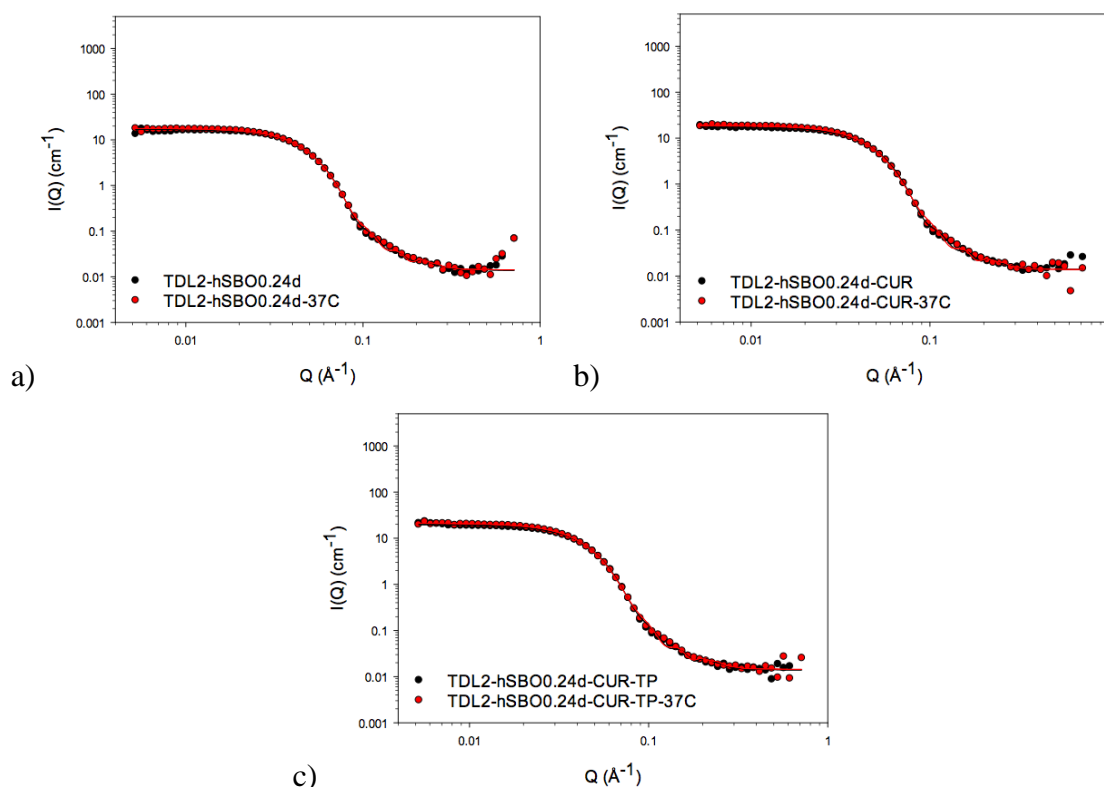 1000
100
10
1
0.1
0.01
0.001
I(Q) (cm⁻¹)
TDL2-hSBO0.24d
TDL2-hSBO0.24d-37C
0.01 0.1 1
Q (Å⁻¹)
a)
1000
100
10
1
0.1
0.01
0.001
I(Q) (cm⁻¹)
TDL2-hSBO0.24d-CUR
TDL2-hSBO0.24d-CUR-37C
0.01 0.1
Q (Å⁻¹)
b)
1000
100
10
1
0.1
0.01
0.001
I(Q) (cm⁻¹)
TDL2-hSBO0.24d-CUR-TP
TDL2-hSBO0.24d-CUR-TP-37C
0.01 0.1 1
Q (Å⁻¹)
c)